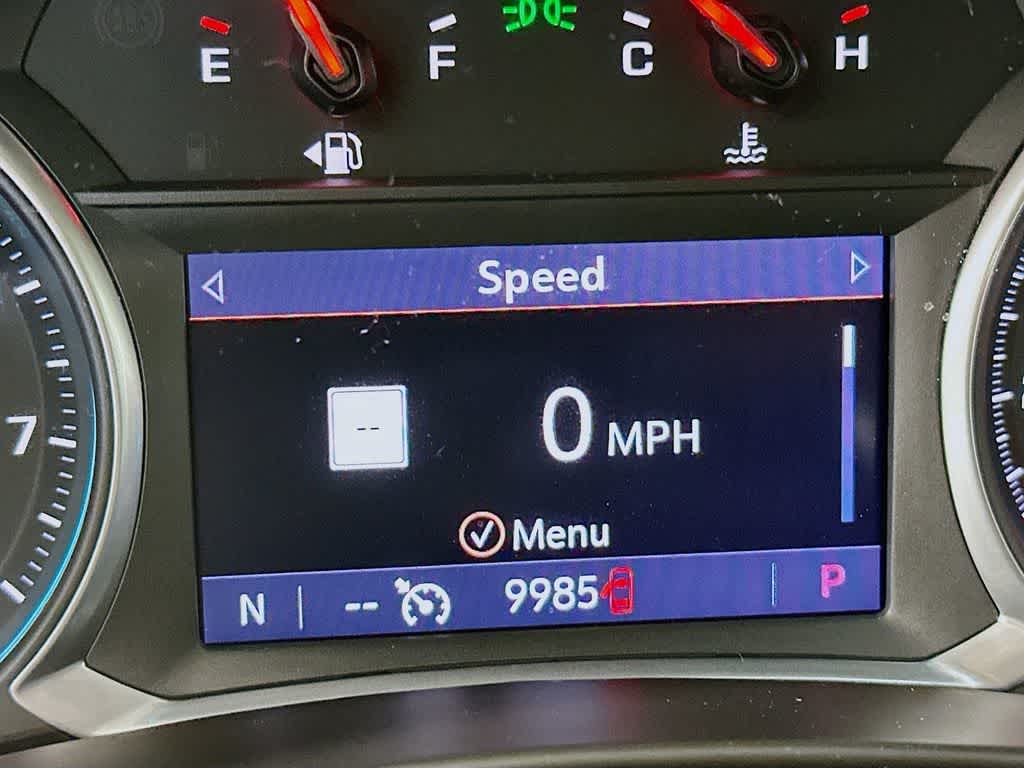 E F C H
Speed
7
--
0 MPH
Menu
N -- 9985 P